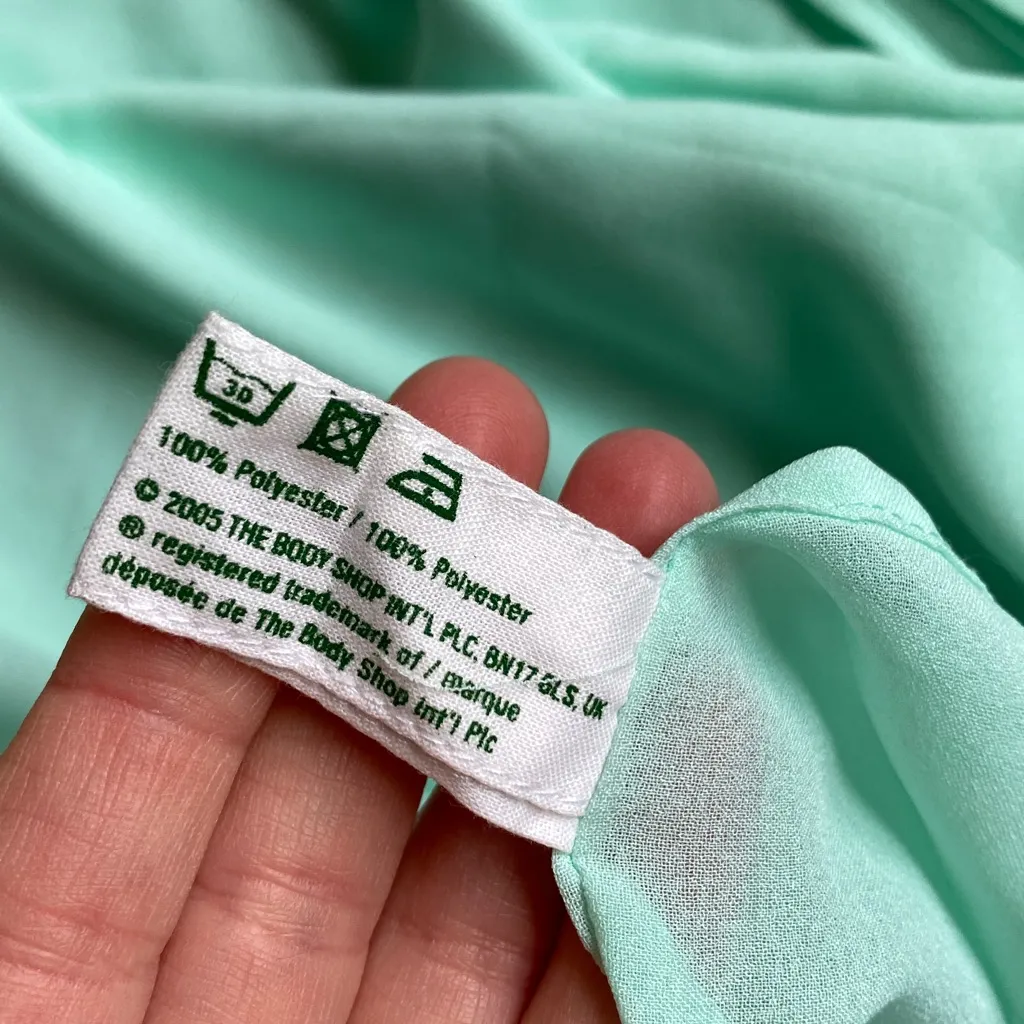 30
100% Polyester / 100% Polyester
© 2005 THE BODY SHOP INT'L PLC. BN17 6LS, UK
® registered trademark of / marque
déposée de The Body Shop Int'l Plc